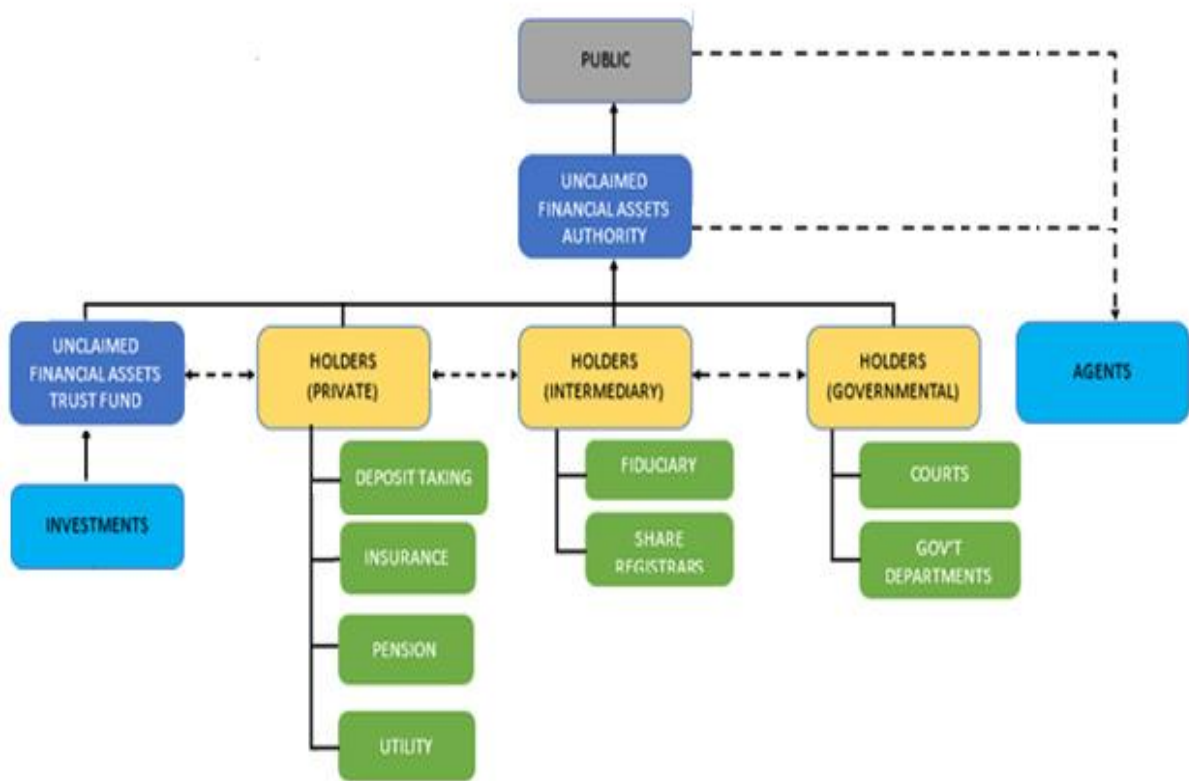 PUBLIC
UNCLAIMED
FINANCIAL ASSETS
AUTHORITY
UNCLAIMED
FINANCIAL ASSETS
TRUST FUND
HOLDERS
(PRIVATE)
HOLDERS
(INTERMEDIARY)
HOLDERS
(GOVERNMENTAL)
AGENTS
INVESTMENTS
DEPOSIT TAKING
INSURANCE
PENSION
UTILITY
FIDUCIARY
SHARE
REGISTRARS
COURTS
GOV'T
DEPARTMENTS